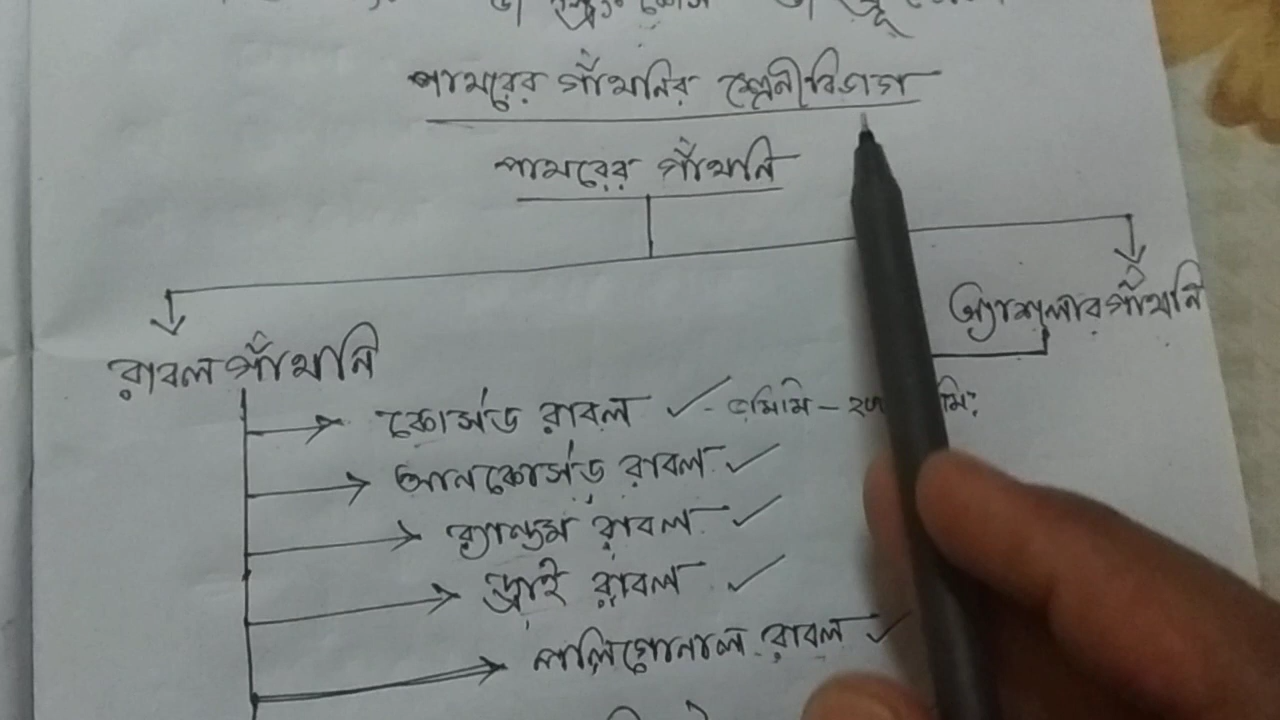 পাথরের গাঁথনির শ্রেনীবিভাগ
পাথরের গাঁথনি
রাবল গাঁথনি
অ্যাশলার গাঁথনি
কোর্সড রাবল ✓ - মিমি -
আনকোর্সড রাবল ✓
র‍্যান্ডম রাবল ✓
ড্রাই রাবল ✓
পলিগোনাল রাবল ✓